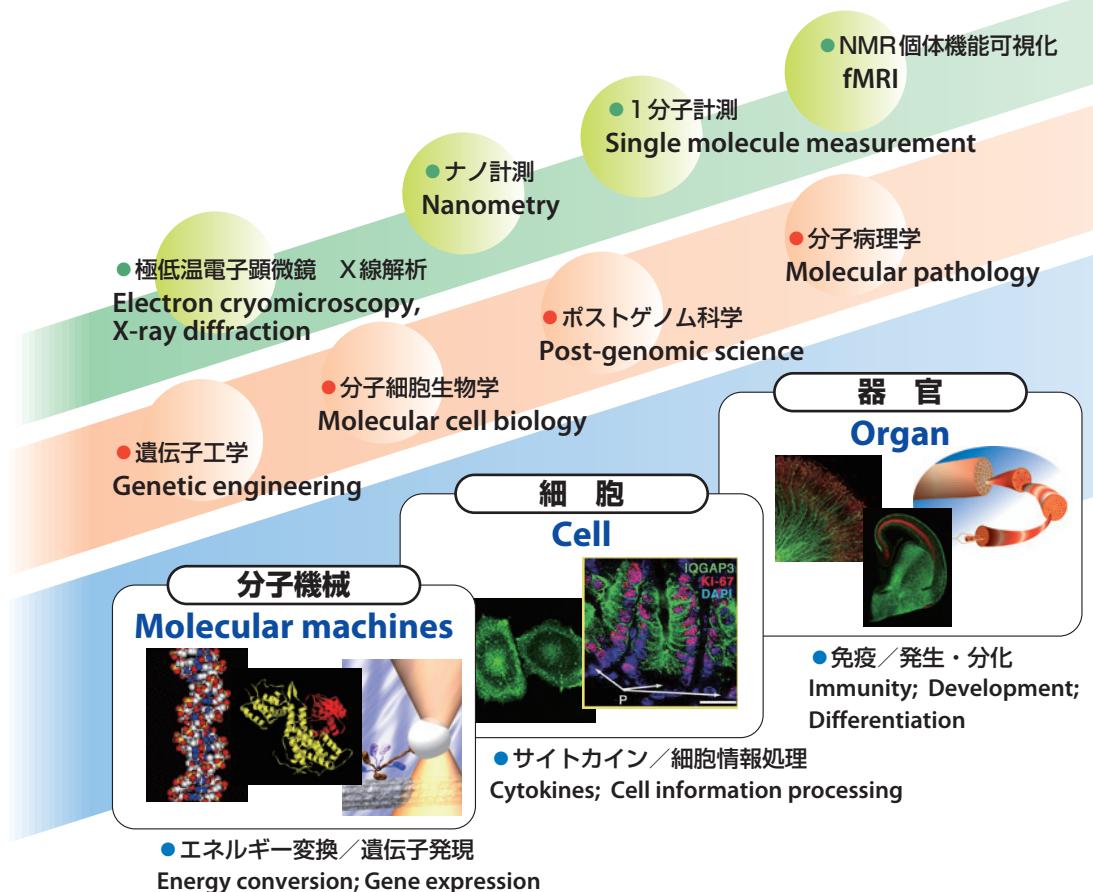 ●NMR個体機能可視化
fMRI
●1分子計測
Single molecule measurement
●ナノ計測
Nanometry
●極低温電子顕微鏡　X線解析
Electron cryomicroscopy,
X-ray diffraction
●分子病理学
Molecular pathology
●ポストゲノム科学
Post-genomic science
●分子細胞生物学
Molecular cell biology
●遺伝子工学
Genetic engineering
器　官
Organ
●免疫／発生・分化
Immunity; Development;
Differentiation
細　胞
Cell
IQGAP3
KI-67
DAPI
P
●サイトカイン／細胞情報処理
Cytokines; Cell information processing
分子機械
Molecular machines
●エネルギー変換／遺伝子発現
Energy conversion; Gene expression